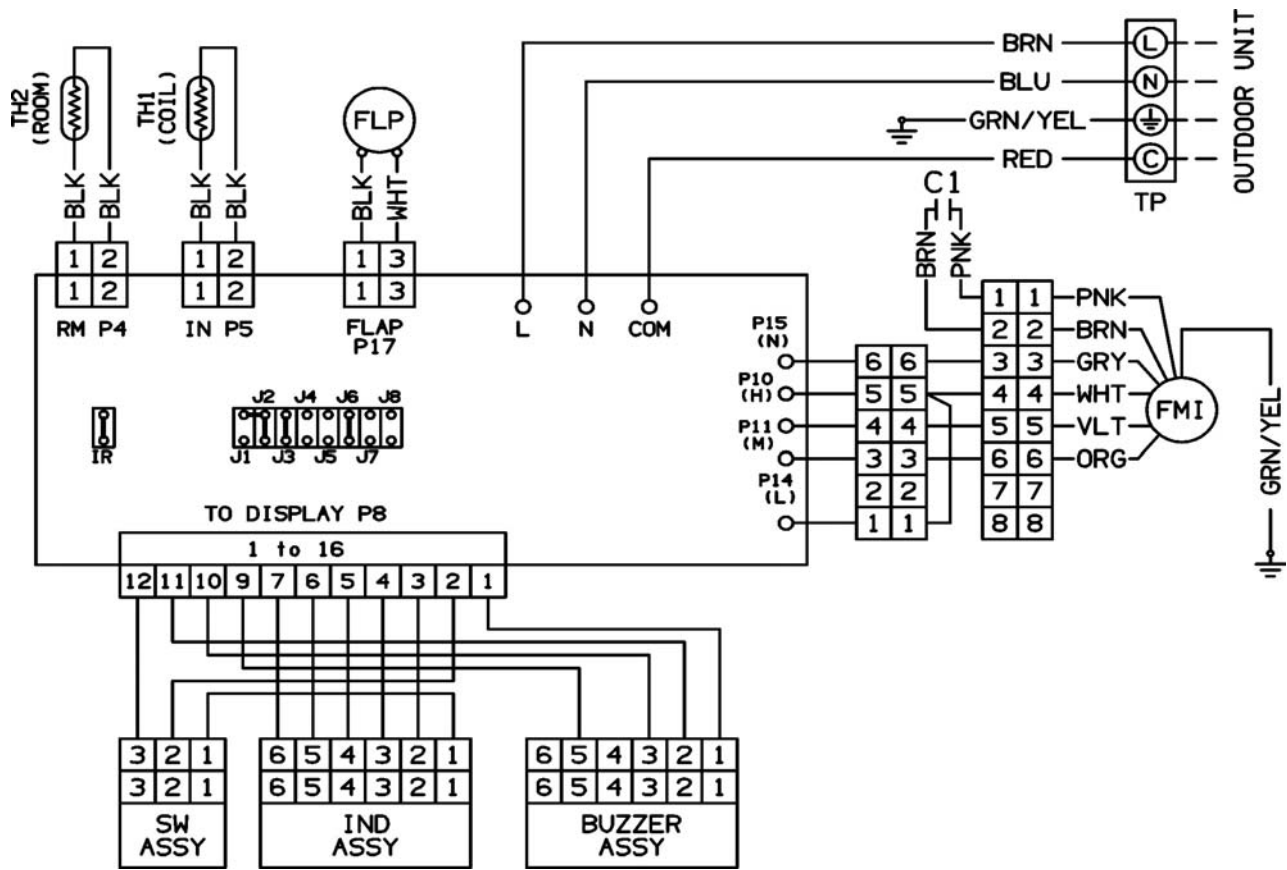 TH2
(ROOM)
BLK
BLK
1 2
1 2
RM P4
TH1
(COIL)
BLK
BLK
1 2
1 2
IN P5
FLP
BLK
WHT
1 3
1 3
FLAP
P17
BRN
BLU
GRN/YEL
RED
L
N
C
TP
OUTDOOR UNIT
L
N
COM
C1
BRN
PNK
P15
(N)
P10
(H)
P11
(M)
P14
(L)
6 6
5 5
4 4
3 3
2 2
1 1
1 1
2 2
3 3
4 4
5 5
6 6
7 7
8 8
PNK
BRN
GRY
WHT
VLT
ORG
FMI
GRN/YEL
IR
J2 J4 J6 J8
J1 J3 J5 J7
TO DISPLAY P8
1 to 16
12 11 10 9 7 6 5 4 3 2 1
3 2 1
3 2 1
SW
ASSY
6 5 4 3 2 1
6 5 4 3 2 1
IND
ASSY
6 5 4 3 2 1
6 5 4 3 2 1
BUZZER
ASSY